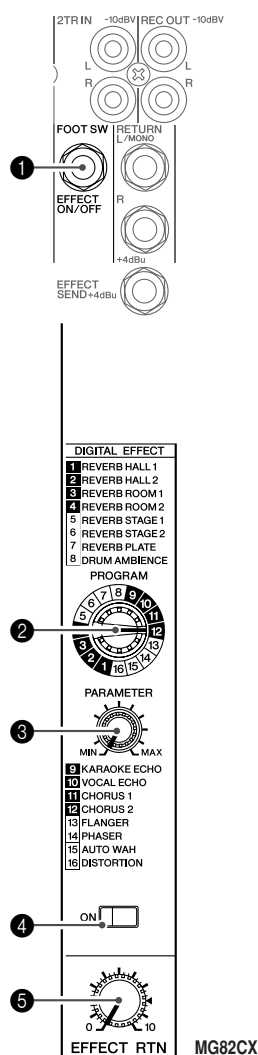 2TR IN -10dBV REC OUT -10dBV
L L
R R
FOOT SW RETURN
L/MONO
❶
EFFECT
ON/OFF
R
+4dBu
EFFECT
SEND +4dBu
DIGITAL EFFECT
1 REVERB HALL 1
2 REVERB HALL 2
3 REVERB ROOM 1
4 REVERB ROOM 2
5 REVERB STAGE 1
6 REVERB STAGE 2
7 REVERB PLATE
8 DRUM AMBIENCE
PROGRAM
❷
1 2 3 4 5 6 7 8 9 10 11 12 13 14 15 16
PARAMETER
❸
MIN MAX
9 KARAOKE ECHO
10 VOCAL ECHO
11 CHORUS 1
12 CHORUS 2
13 FLANGER
14 PHASER
15 AUTO WAH
16 DISTORTION
❹ ON
❺
0 10
EFFECT RTN MG82CX